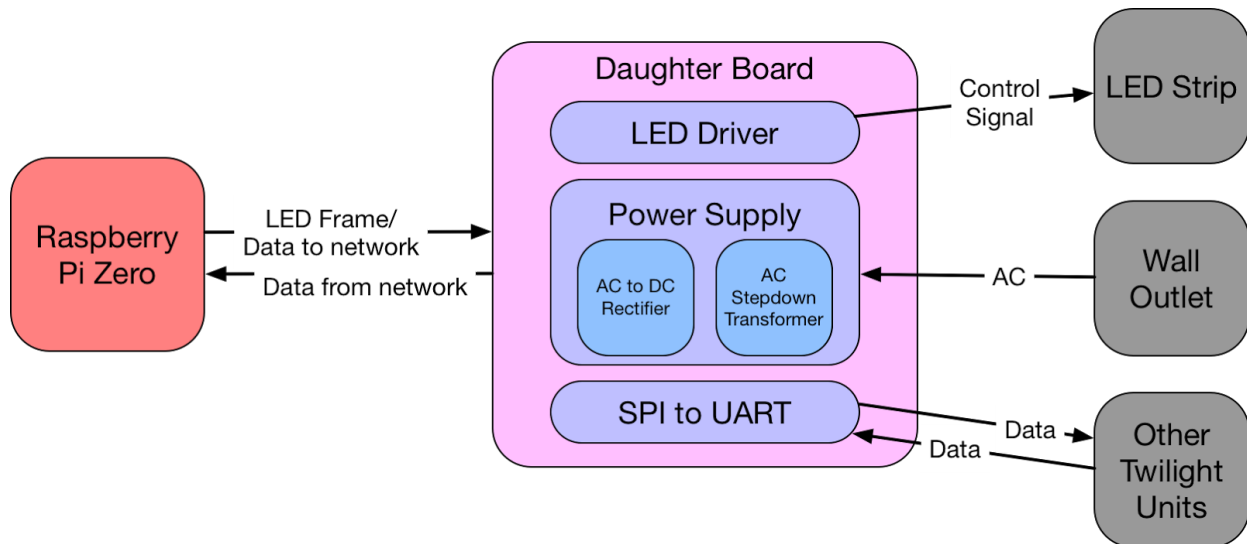 Daughter Board
LED Driver
Control
Signal
LED Strip
Raspberry
Pi Zero
LED Frame/
Data to network
Data from network
Power Supply
AC to DC
Rectifier
AC
Stepdown
Transformer
AC
Wall
Outlet
SPI to UART
Data
Data
Other
Twilight
Units